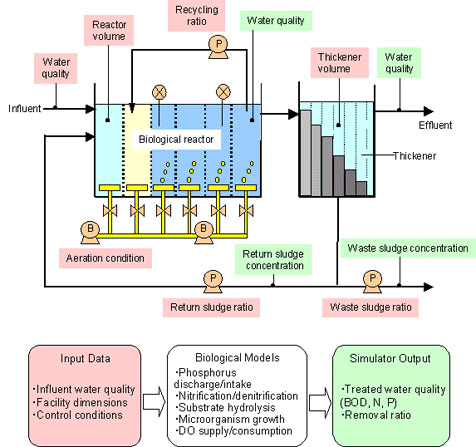 Recycling
ratio
Reactor
volume
P
Water quality
Water
quality
Thickener
volume
Water
quality
Influent
Effluent
Biological reactor
Thickener
B
B
Aeration condition
Return sludge
concentration
Waste sludge concentration
P
P
Return sludge ratio
Waste sludge ratio
Input Data
・Influent water quality
・Facility dimensions
・Control conditions
Biological Models
・Phosphorus
discharge/intake
・Nitrification/denitrification
・Substrate hydrolysis
・Microorganism growth
・DO supply/consumption
Simulator Output
・Treated water quality
(BOD, N, P)
・Removal ratio